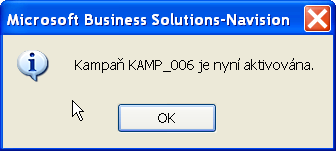 Microsoft Business Solutions-Navision
Kampaň KAMP_006 je nyní aktivována.
OK